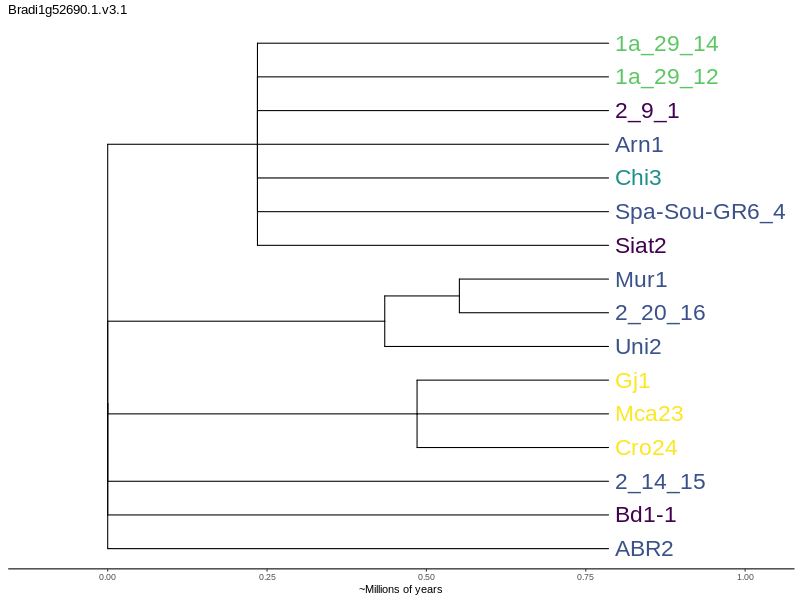 Bradi1g52690.1.v3.1
1a_29_14
1a_29_12
2_9_1
Arn1
Chi3
Spa-Sou-GR6_4
Siat2
Mur1
2_20_16
Uni2
Gj1
Mca23
Cro24
2_14_15
Bd1-1
ABR2
0.00 0.25 0.50 0.75 1.00
~Millions of years